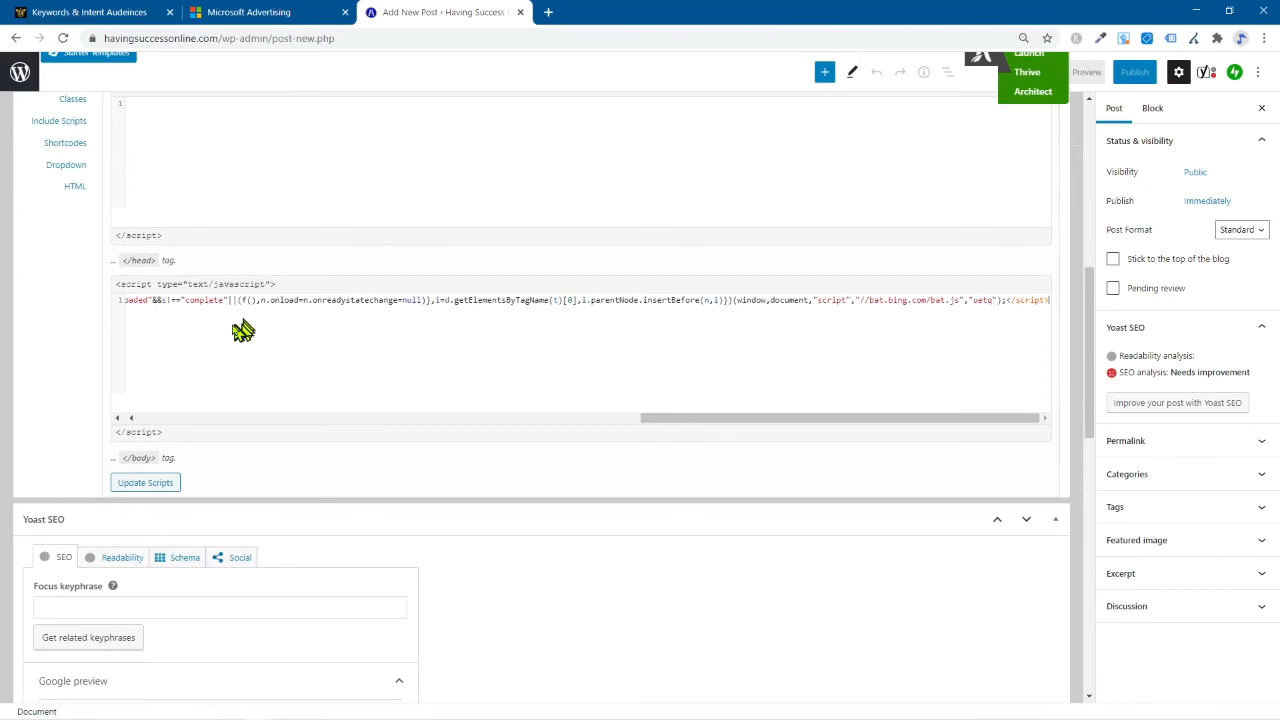 Keywords & Intent Audeinces
Microsoft Advertising
Add New Post ‹ Having Success O
havingsuccessonline.com/wp-admin/post-new.php
Starter Templates
Launch
Thrive
Architect
Preview
Publish
Classes
Include Scripts
Shortcodes
Dropdown
HTML
1
</script>
... </head> tag.
<script type="text/javascript">
1 oaded"&&s!=="complete"||(f(),n.onload=n.onreadystatechange=null)},i=d.getElementsByTagName(t)[0],i.parentNode.insertBefore(n,i)})(window,document,"script","//bat.bing.com/bat.js","uetq");</script>
</script>
... </body> tag.
Update Scripts
Yoast SEO
SEO
Readability
Schema
Social
Focus keyphrase
Get related keyphrases
Google preview
Document
Post
Block
Status & visibility
Visibility
Public
Publish
Immediately
Post Format
Standard
Stick to the top of the blog
Pending review
Yoast SEO
Readability analysis:
SEO analysis: Needs improvement
Improve your post with Yoast SEO
Permalink
Categories
Tags
Featured image
Excerpt
Discussion